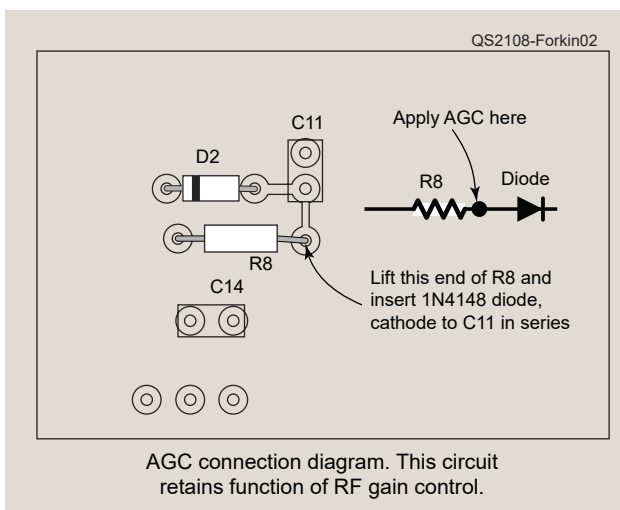 QS2108-Forkin02
C11
Apply AGC here
D2
R8
Diode
R8
Lift this end of R8 and
insert 1N4148 diode,
cathode to C11 in series
C14
AGC connection diagram. This circuit
retains function of RF gain control.